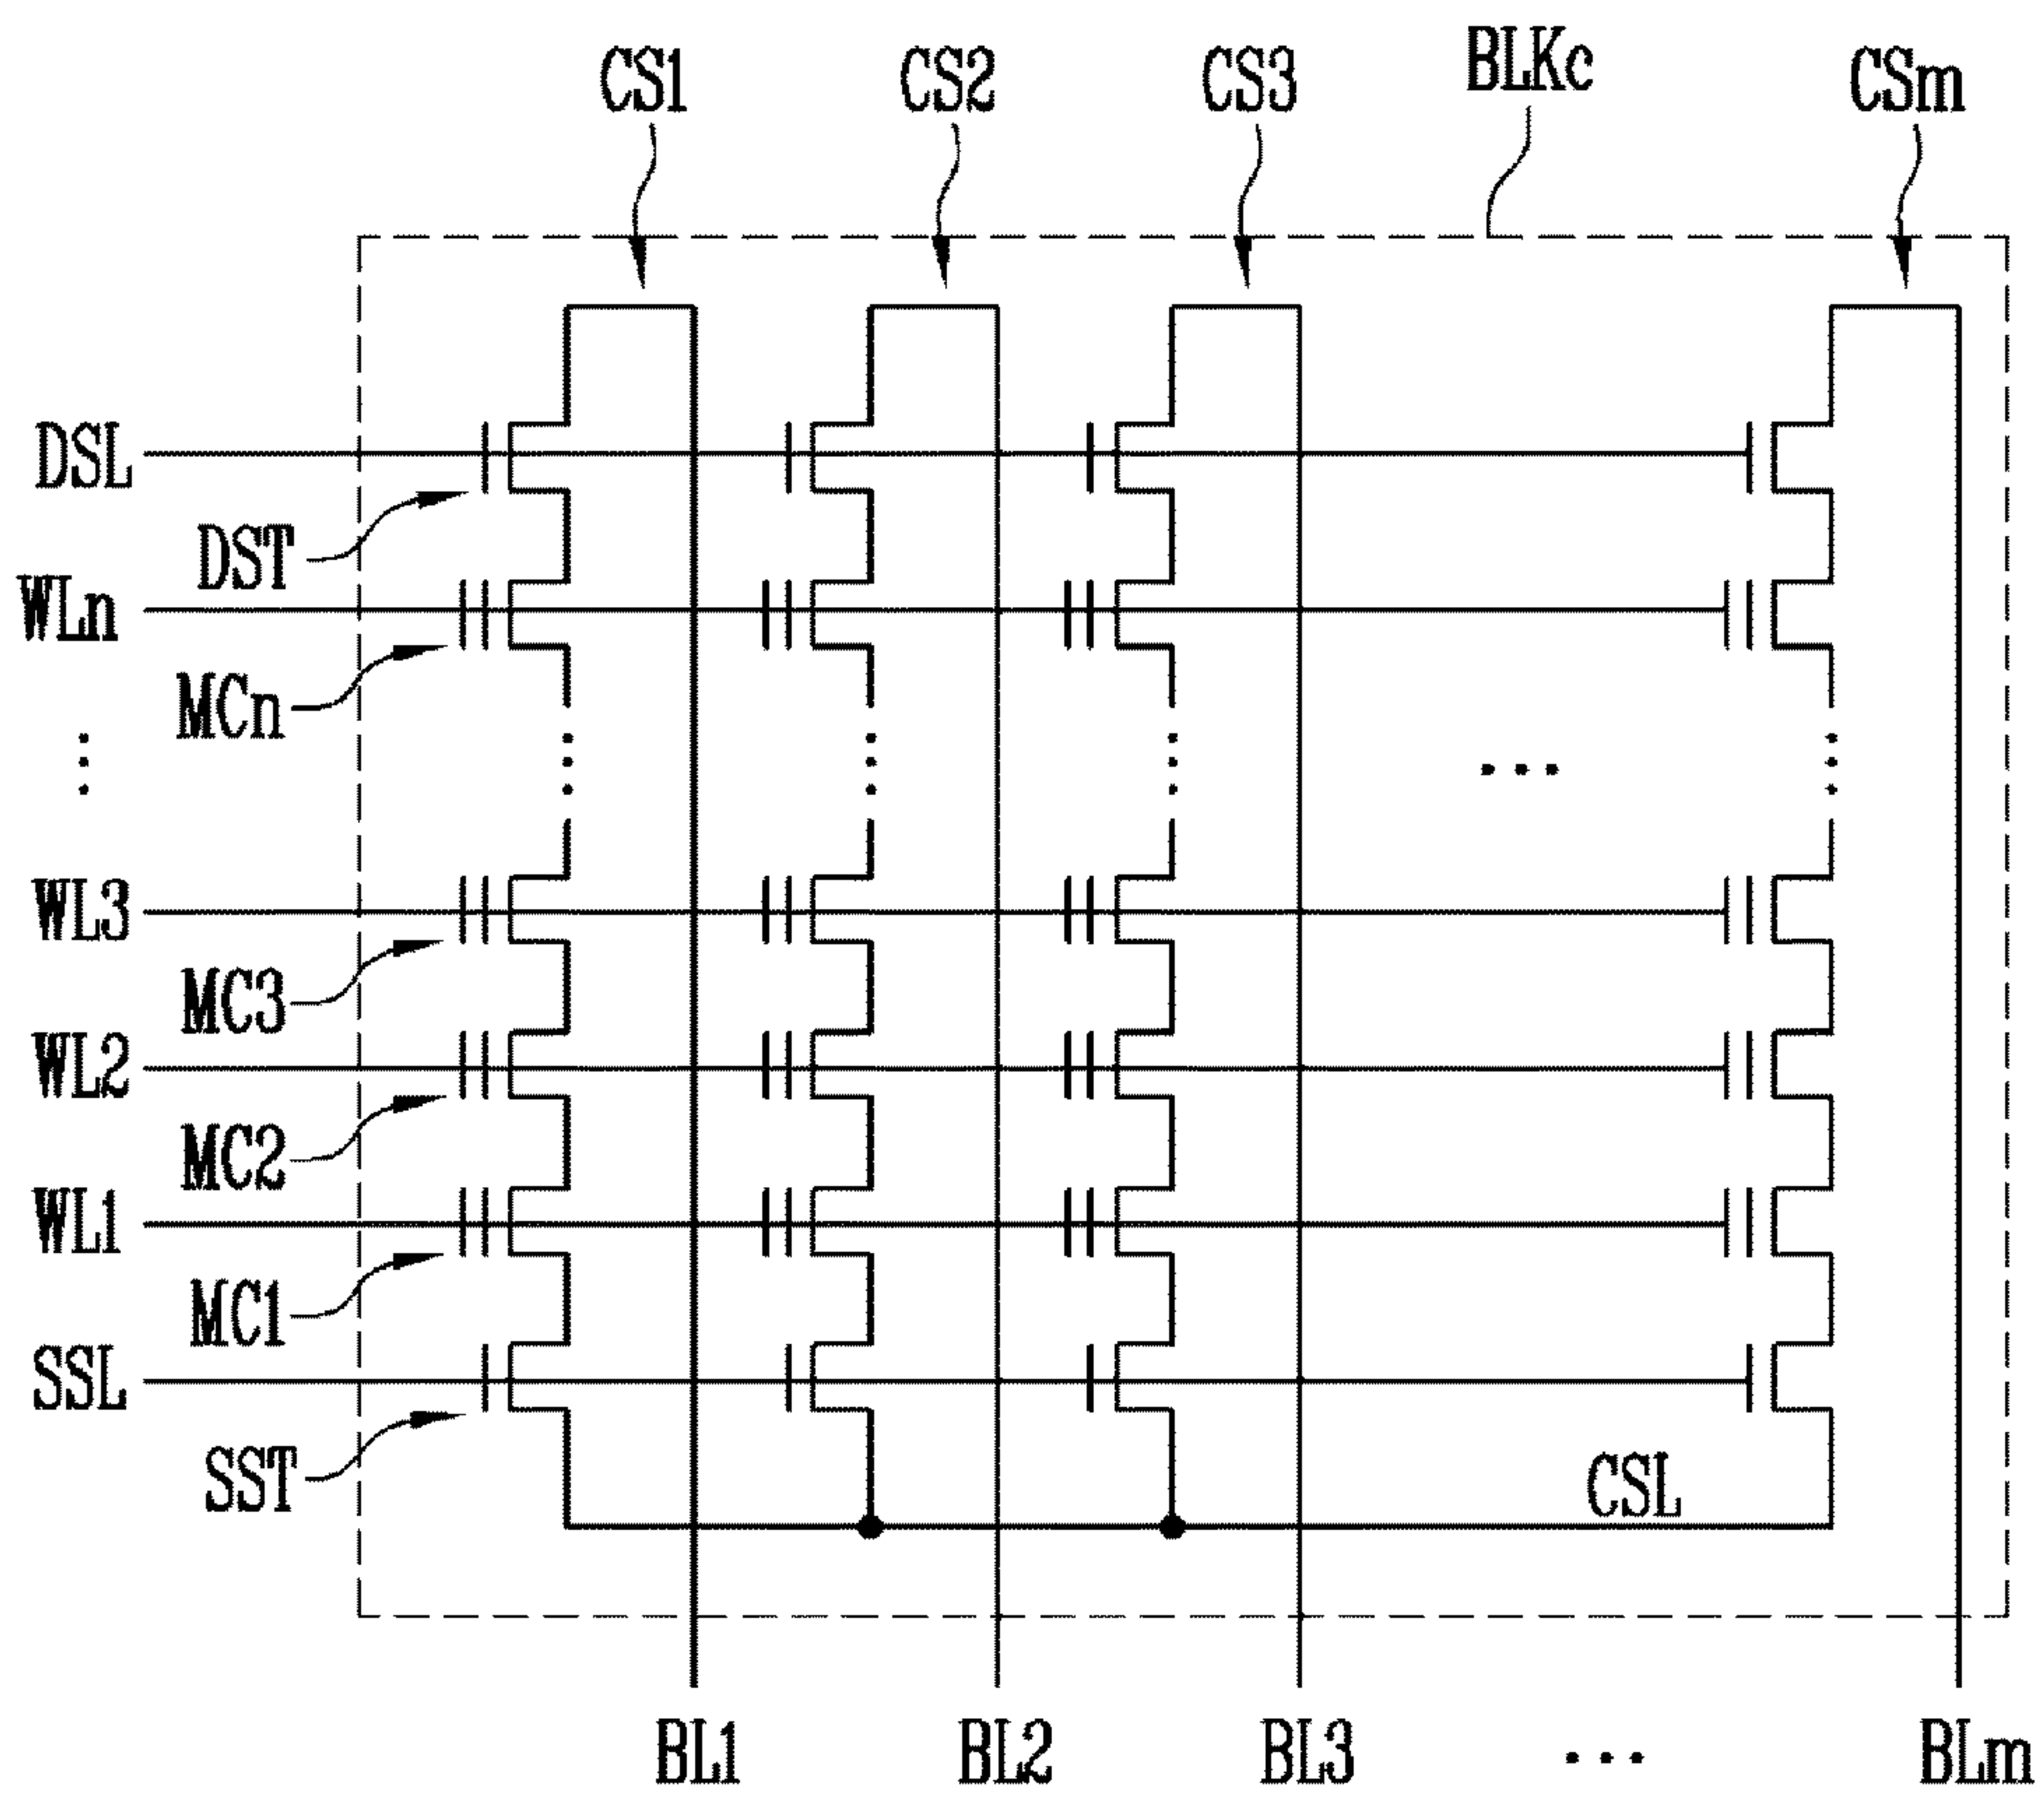 CS1 CS2 CS3 BLKc CSm
DSL
DST
WLn
MCn
WL3
MC3
WL2
MC2
WL1
MC1
SSL
SST
CSL
BL1 BL2 BL3 ... BLm